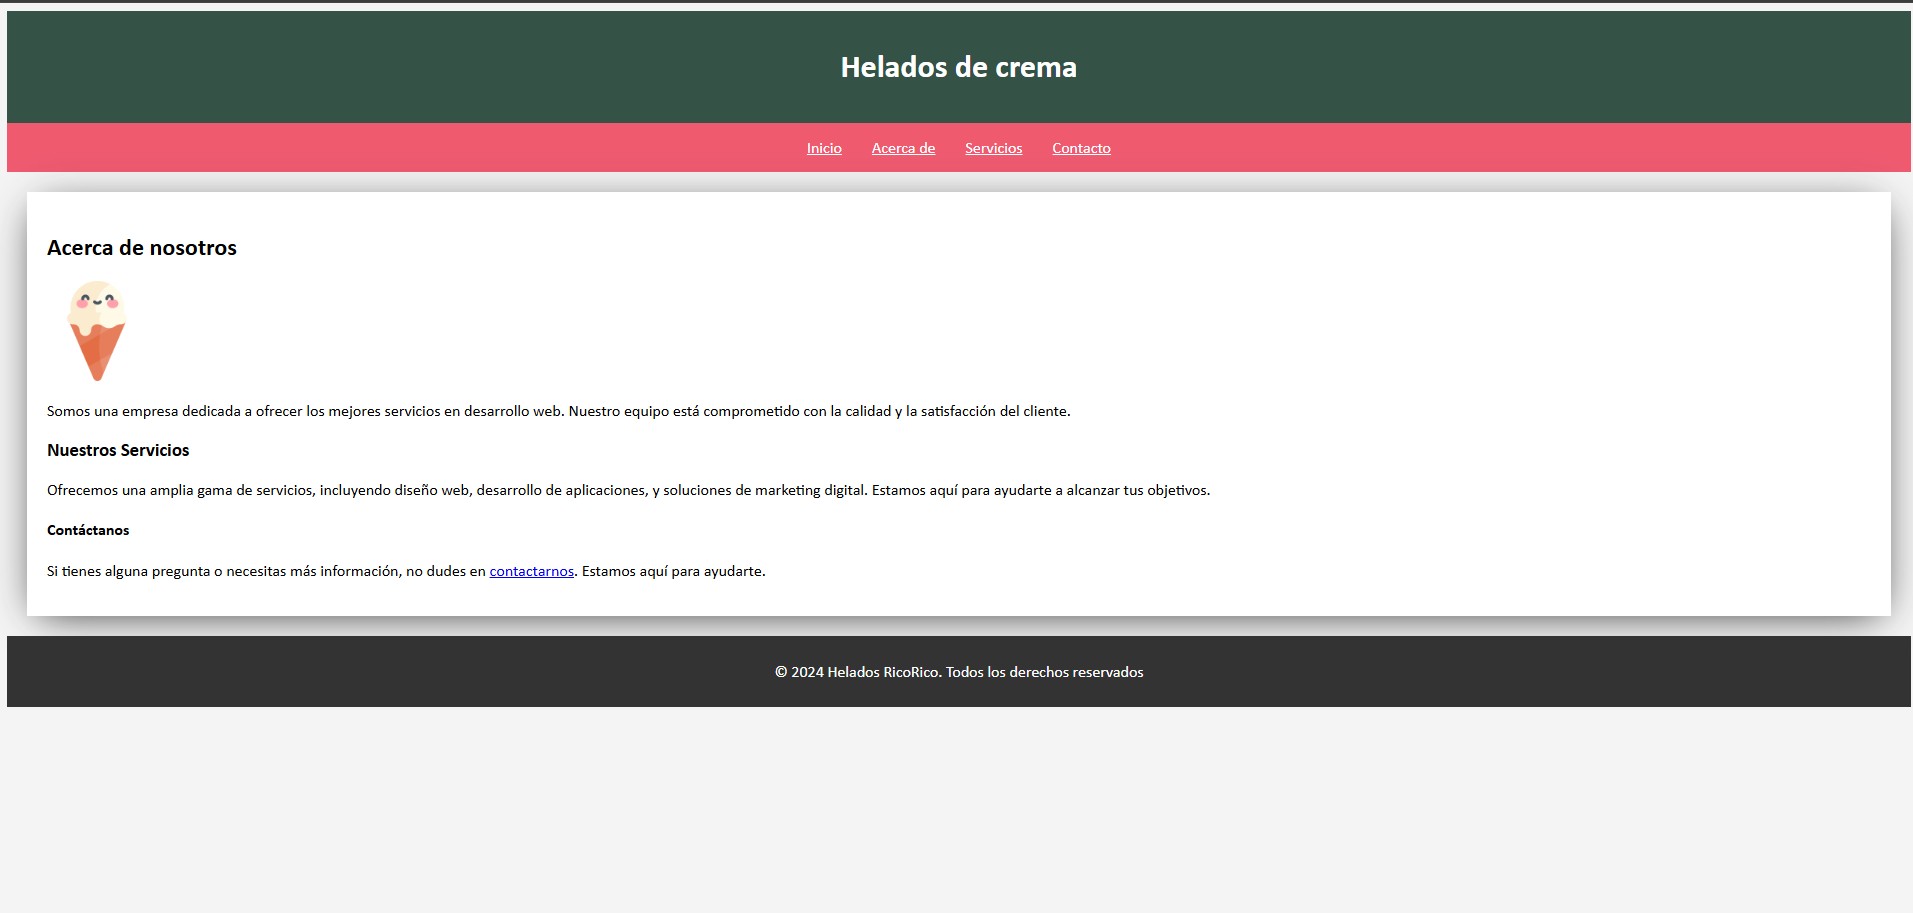 Helados de crema
Inicio Acerca de Servicios Contacto
Acerca de nosotros
Somos una empresa dedicada a ofrecer los mejores servicios en desarrollo web. Nuestro equipo está comprometido con la calidad y la satisfacción del cliente.
Nuestros Servicios
Ofrecemos una amplia gama de servicios, incluyendo diseño web, desarrollo de aplicaciones, y soluciones de marketing digital. Estamos aquí para ayudarte a alcanzar tus objetivos.
Contáctanos
Si tienes alguna pregunta o necesitas más información, no dudes en contactarnos. Estamos aquí para ayudarte.
© 2024 Helados RicoRico. Todos los derechos reservados